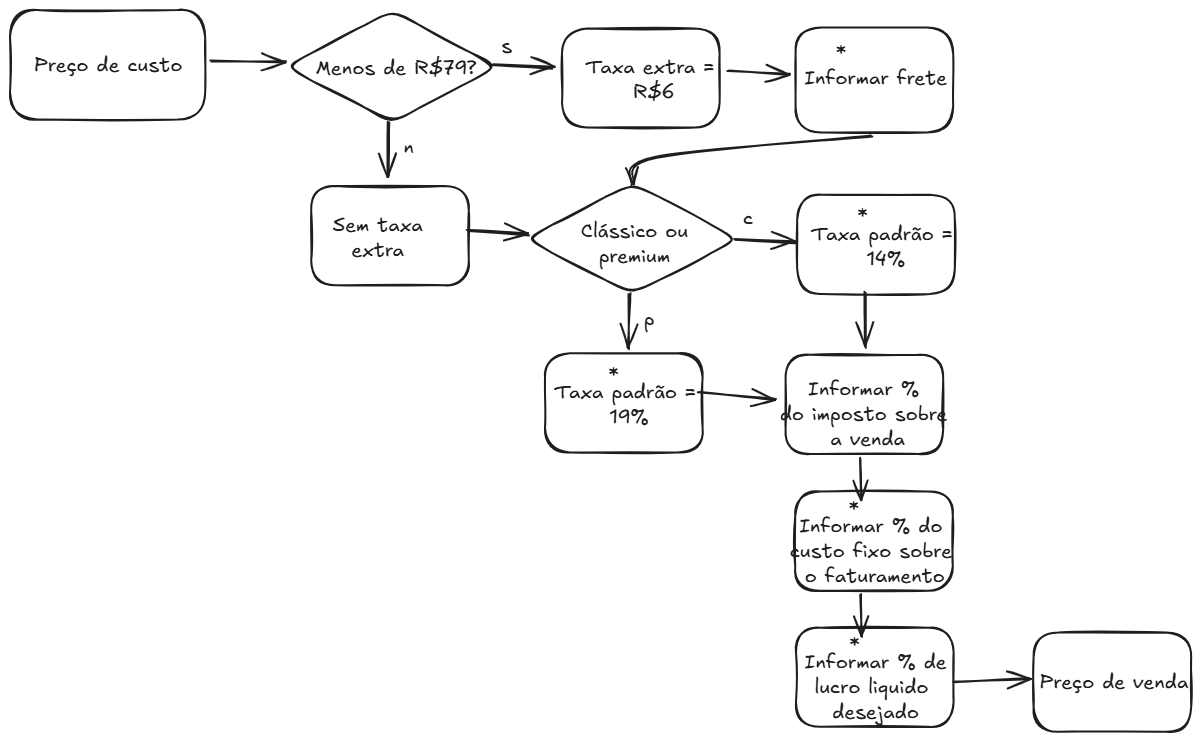 Preço de custo
Menos de R$79?
s
Taxa extra =
R$6
*
Informar frete
n
Sem taxa
extra
Clássico ou
premium
c
*
Taxa padrão =
14%
p
*
Taxa padrão =
19%
Informar %
do imposto sobre
a venda
*
Informar % do
custo fixo sobre
o faturamento
*
Informar % de
lucro liquido
desejado
Preço de venda